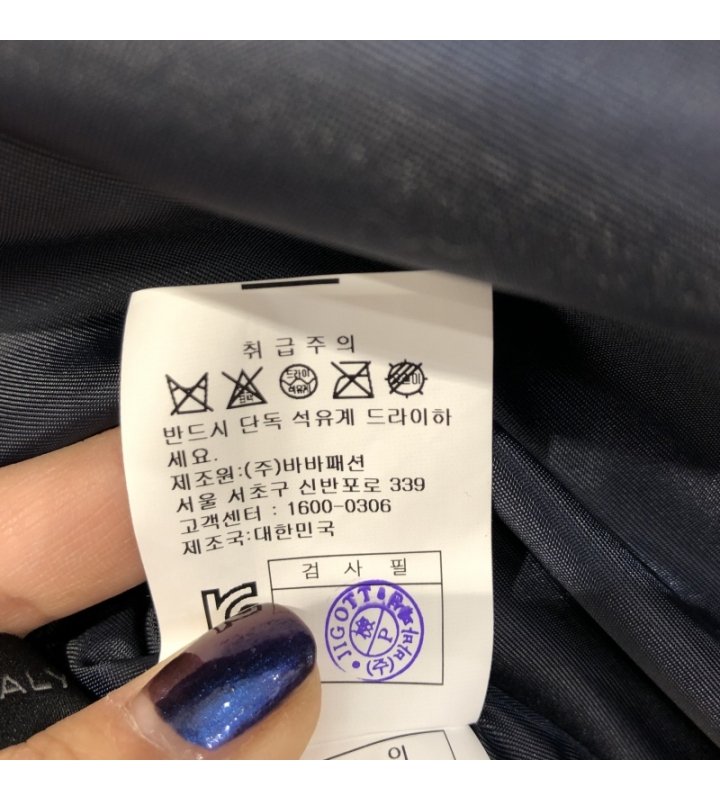 취급주의
드라이
석유계
반드시 단독 석유계 드라이하
세요.
제조원:(주)바바패션
서울 서초구 신반포로 339
고객센터 : 1600-0306
제조국:대한민국
검 사 필
JIGOTT
檢 P
(주)바바
ALY
의